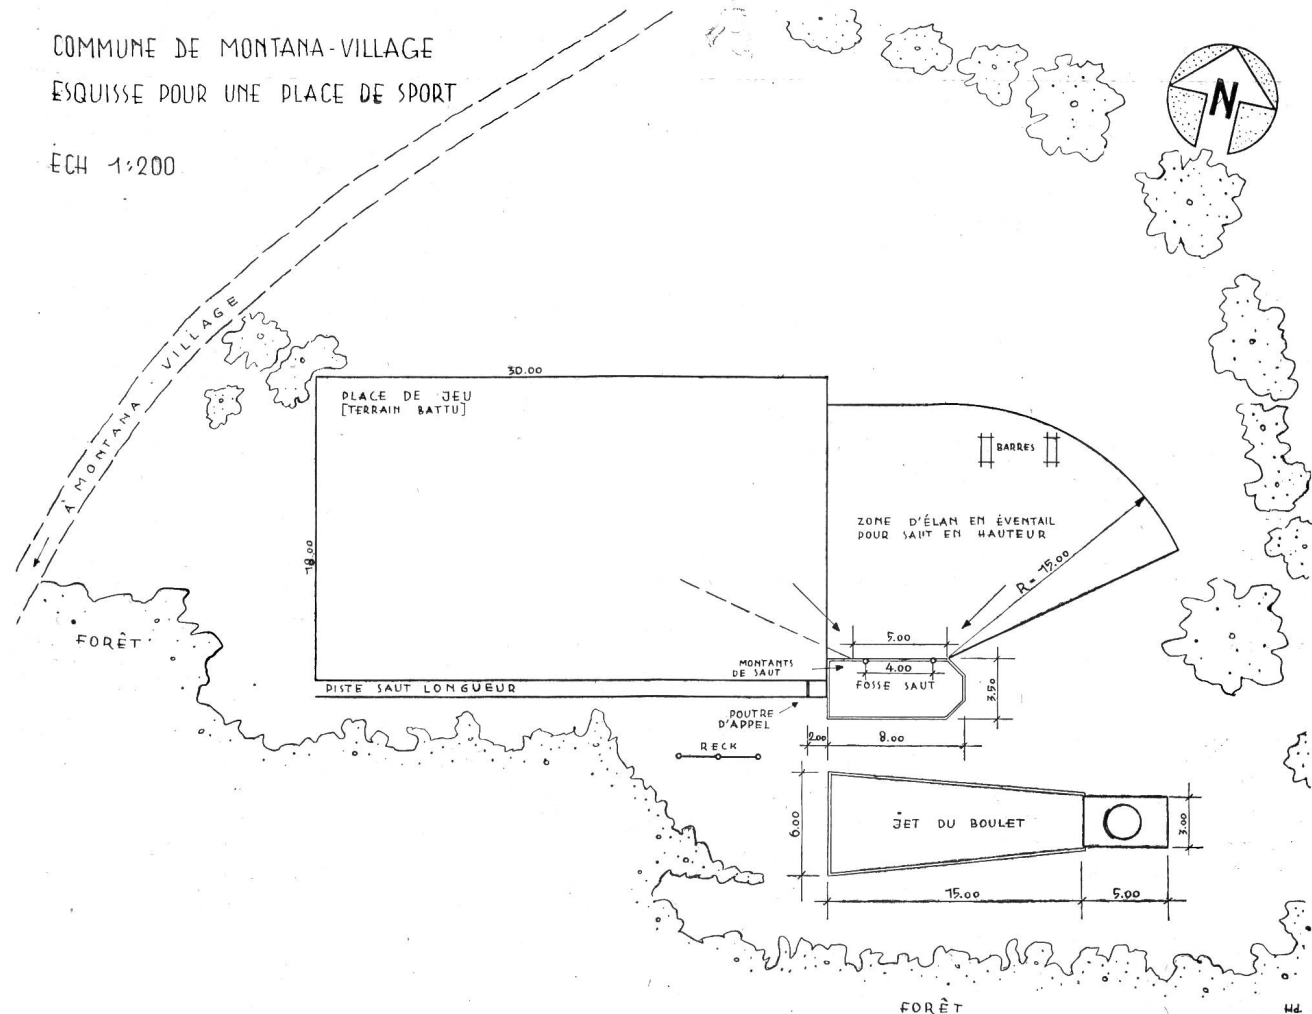 COMMUNE DE MONTANA-VILLAGE
ESQUISSE POUR UNE PLACE DE SPORT
ÉCH 1:200
N
À MONTANA-VILLAGE
30.00
PLACE DE JEU
[TERRAIN BATTU]
BARRES
ZONE D'ÉLAN EN ÉVENTAIL
POUR SAUT EN HAUTEUR
R = 15.00
18.00
FORÊT
5.00
MONTANTS
DE SAUT
4.00
FOSSE SAUT
3.50
PISTE SAUT LONGUEUR
POUTRE
D'APPEL
RECK
2.00
8.00
6.00
JET DU BOULET
3.00
15.00
5.00
FORÊT
Hd.